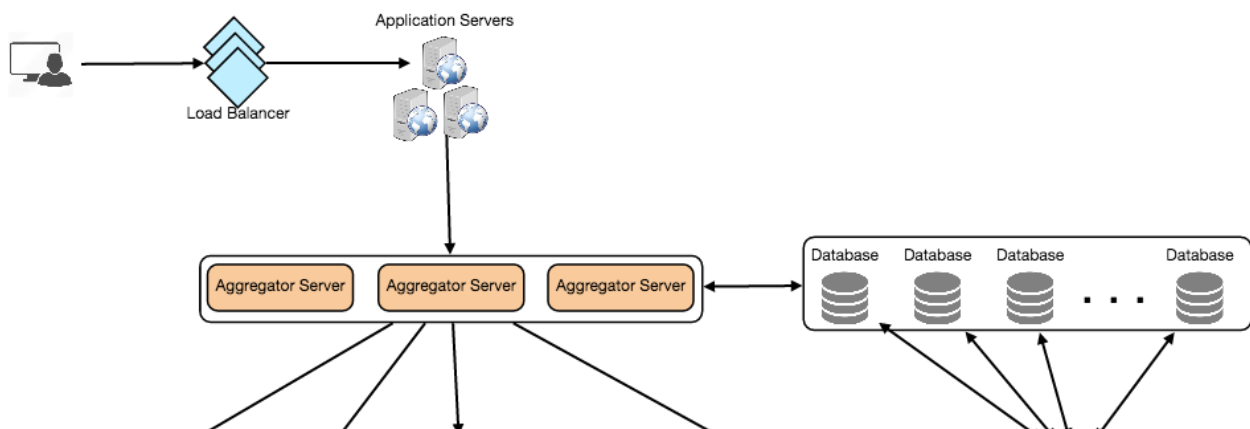 Application Servers
Load Balancer
Database
Database
Database
Database
Aggregator Server
Aggregator Server
Aggregator Server
. . .